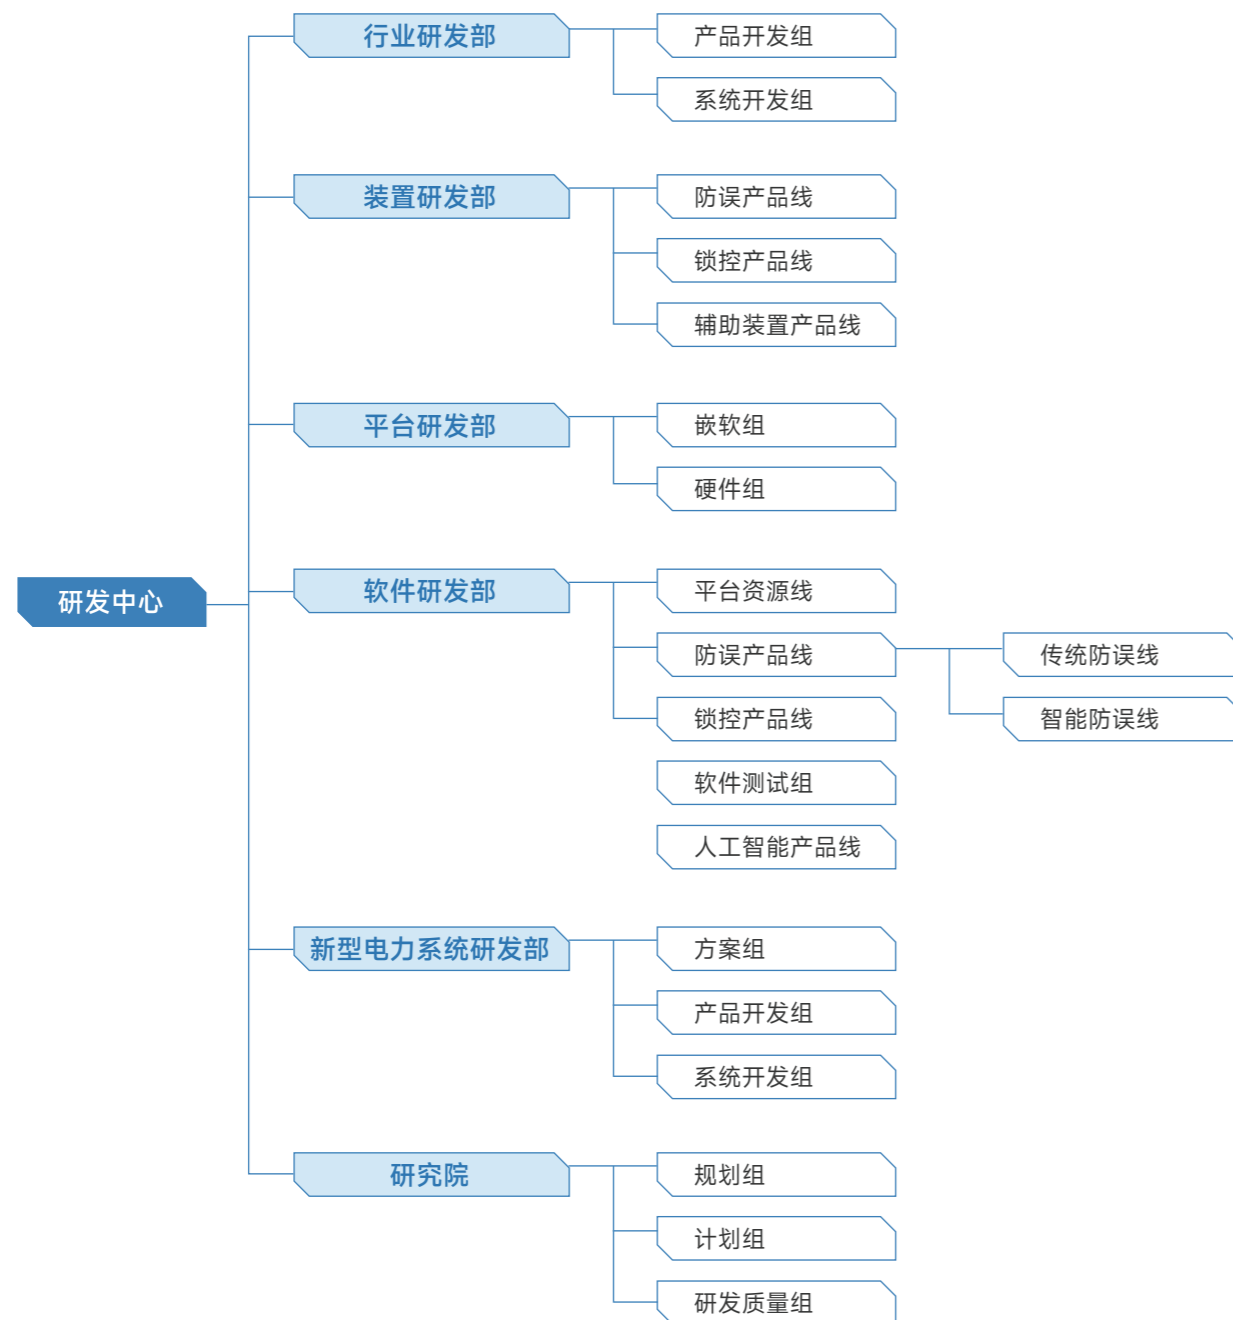 研发中心
行业研发部
产品开发组
系统开发组
装置研发部
防误产品线
锁控产品线
辅助装置产品线
平台研发部
嵌软组
硬件组
软件研发部
平台资源线
防误产品线
传统防误线
智能防误线
锁控产品线
软件测试组
人工智能产品线
新型电力系统研发部
方案组
产品开发组
系统开发组
研究院
规划组
计划组
研发质量组